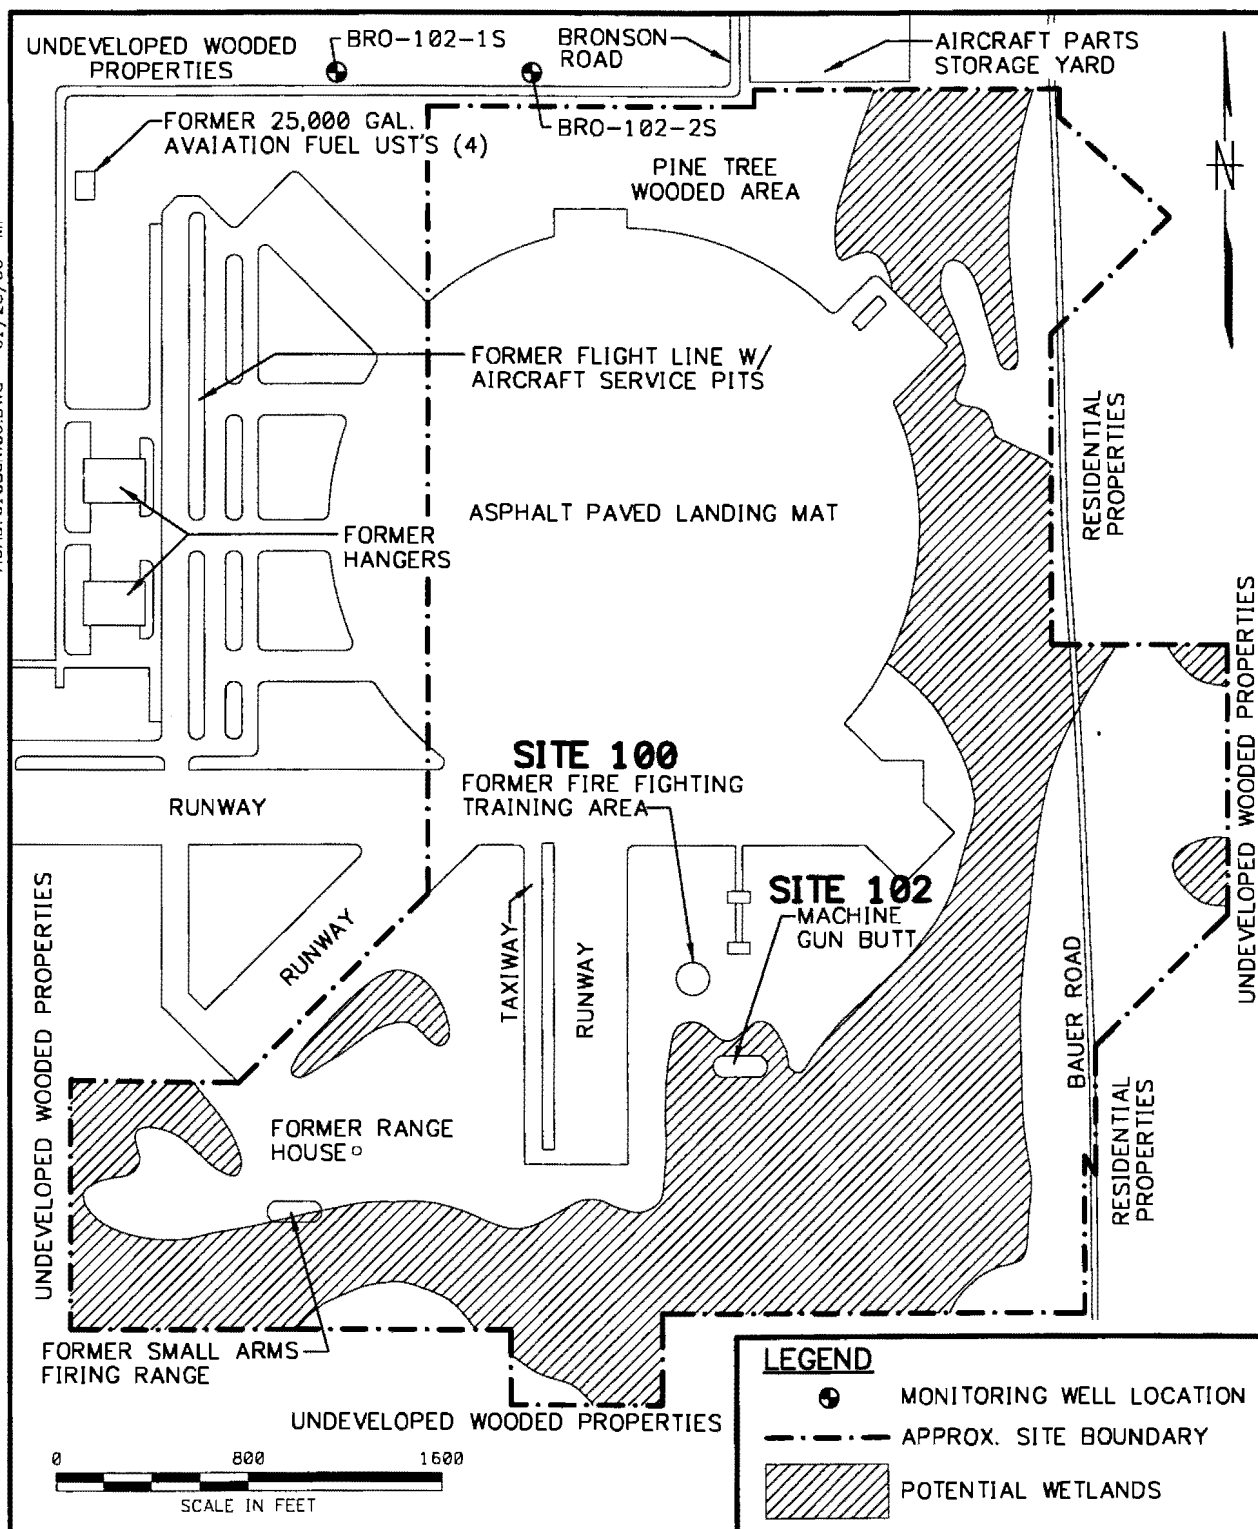 UNDEVELOPED WOODED
PROPERTIES
BRO-102-1S
BRONSON
ROAD
AIRCRAFT PARTS
STORAGE YARD
FORMER 25,000 GAL.
AVAIATION FUEL UST'S (4)
BRO-102-2S
PINE TREE
WOODED AREA
N
FORMER FLIGHT LINE W/
AIRCRAFT SERVICE PITS
RESIDENTIAL
PROPERTIES
ASPHALT PAVED LANDING MAT
FORMER
HANGERS
UNDEVELOPED WOODED PROPERTIES
SITE 100
FORMER FIRE FIGHTING
TRAINING AREA
RUNWAY
SITE 102
MACHINE
GUN BUTT
RUNWAY
TAXIWAY
RUNWAY
BAUER ROAD
UNDEVELOPED WOODED PROPERTIES
FORMER RANGE
HOUSE
RESIDENTIAL
PROPERTIES
FORMER SMALL ARMS
FIRING RANGE
UNDEVELOPED WOODED PROPERTIES
0 800 1600
SCALE IN FEET
LEGEND
MONITORING WELL LOCATION
APPROX. SITE BOUNDARY
POTENTIAL WETLANDS